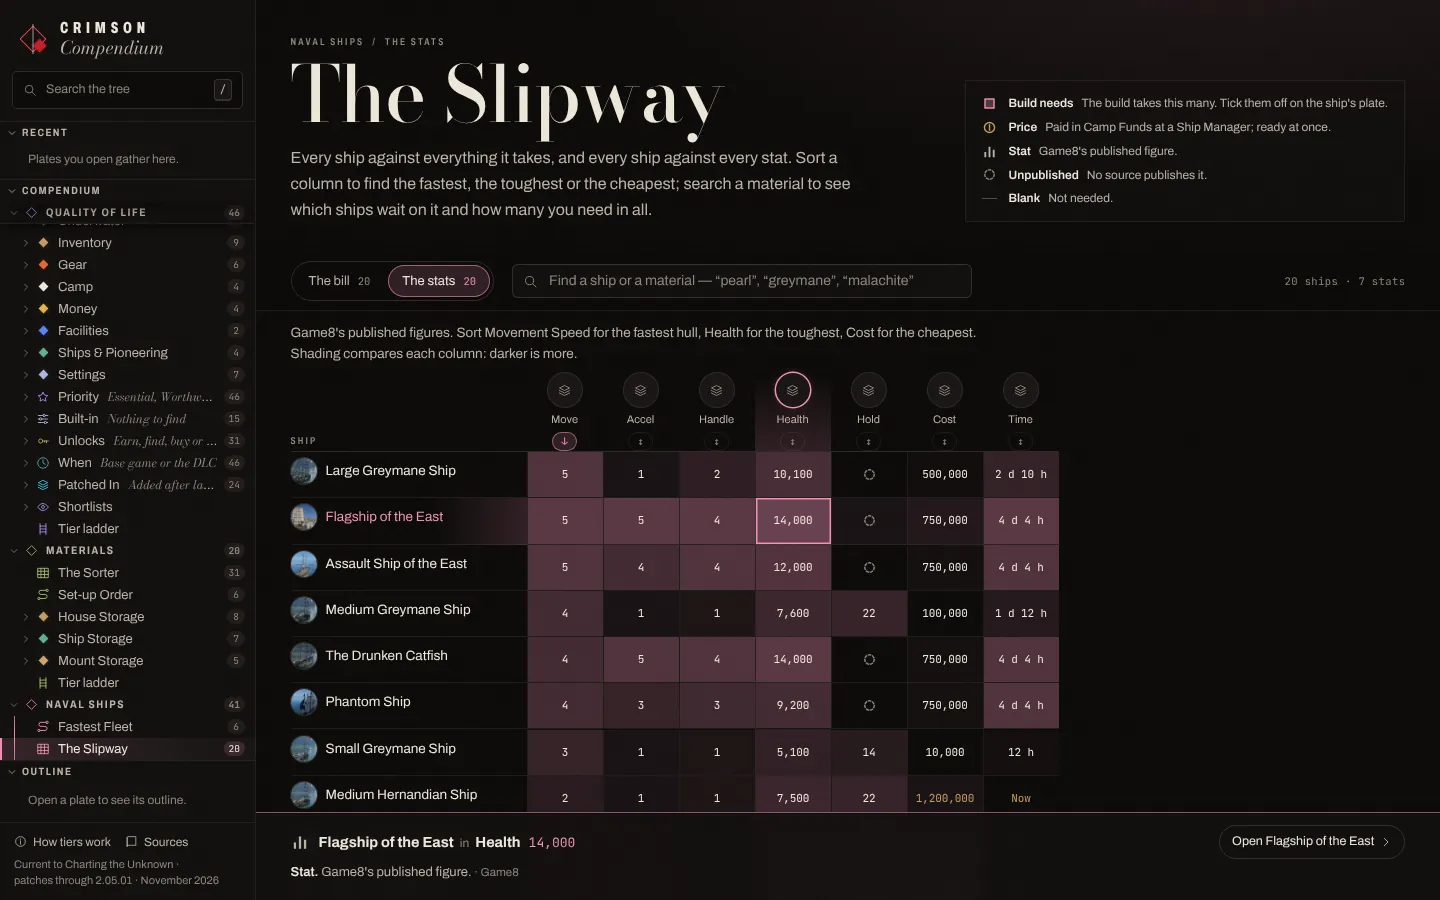 CRIMSON
Compendium
Search the tree /
RECENT
Plates you open gather here.
COMPENDIUM
QUALITY OF LIFE 46
Inventory 9
Gear 6
Camp 4
Money 4
Facilities 2
Ships & Pioneering 4
Settings 7
Priority Essential, Worthw... 46
Built-in Nothing to find 15
Unlocks Earn, find, buy or ... 31
When Base game or the DLC 46
Patched In Added after la... 24
Shortlists
Tier ladder
MATERIALS 20
The Sorter 31
Set-up Order 6
House Storage 8
Ship Storage 7
Mount Storage 5
Tier ladder
NAVAL SHIPS 41
Fastest Fleet 6
The Slipway 20
OUTLINE
Open a plate to see its outline.
How tiers work Sources
Current to Charting the Unknown ·
patches through 2.05.01 · November 2026
NAVAL SHIPS / THE STATS
The Slipway
Every ship against everything it takes, and every ship against every stat. Sort a
column to find the fastest, the toughest or the cheapest; search a material to see
which ships wait on it and how many you need in all.
Build needs The build takes this many. Tick them off on the ship's plate.
Price Paid in Camp Funds at a Ship Manager; ready at once.
Stat Game8's published figure.
Unpublished No source publishes it.
Blank Not needed.
The bill 20 The stats 20
Find a ship or a material — “pearl”, “greymane”, “malachite”
20 ships · 7 stats
Game8's published figures. Sort Movement Speed for the fastest hull, Health for the toughest, Cost for the cheapest.
Shading compares each column: darker is more.
SHIP Move Accel Handle Health Hold Cost Time
Large Greymane Ship 5 1 2 10,100 500,000 2 d 10 h
Flagship of the East 5 5 4 14,000 750,000 4 d 4 h
Assault Ship of the East 5 4 4 12,000 750,000 4 d 4 h
Medium Greymane Ship 4 1 1 7,600 22 100,000 1 d 12 h
The Drunken Catfish 4 5 4 14,000 750,000 4 d 4 h
Phantom Ship 4 3 3 9,200 750,000 4 d 4 h
Small Greymane Ship 3 1 1 5,100 14 10,000 12 h
Medium Hernandian Ship 2 1 1 7,500 22 1,200,000 Now
Flagship of the East in Health 14,000
Stat. Game8's published figure. · Game8
Open Flagship of the East